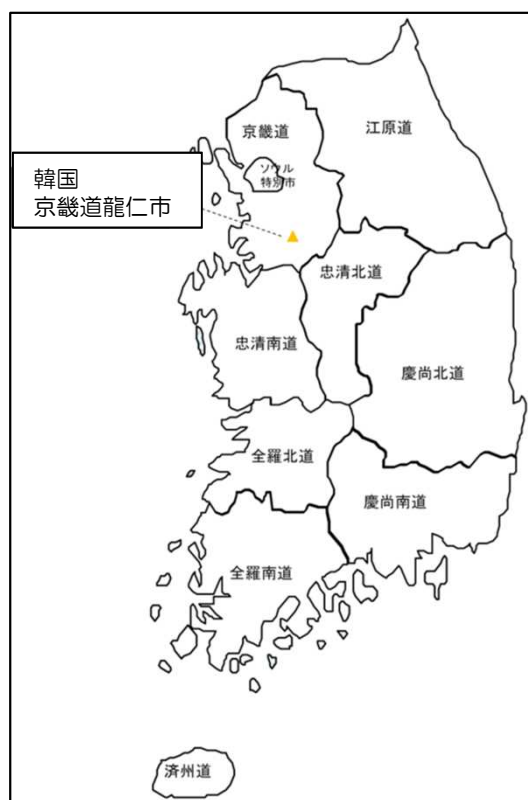 京畿道
江原道
ソウル
特別市
韓国
京畿道龍仁市
忠清北道
忠清南道
慶尚北道
全羅北道
慶尚南道
全羅南道
済州道